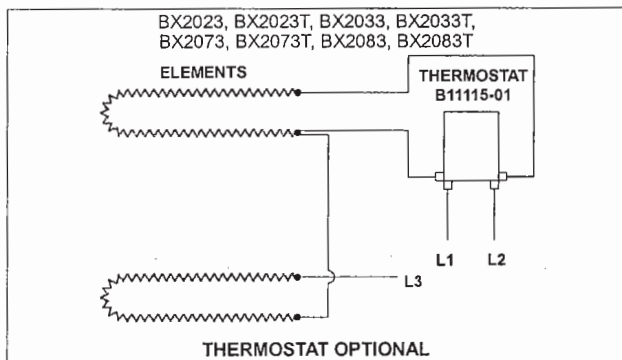 BX2023, BX2023T, BX2033, BX2033T,
BX2073, BX2073T, BX2083, BX2083T
ELEMENTS
THERMOSTAT
B11115-01
L1 L2
L3
THERMOSTAT OPTIONAL